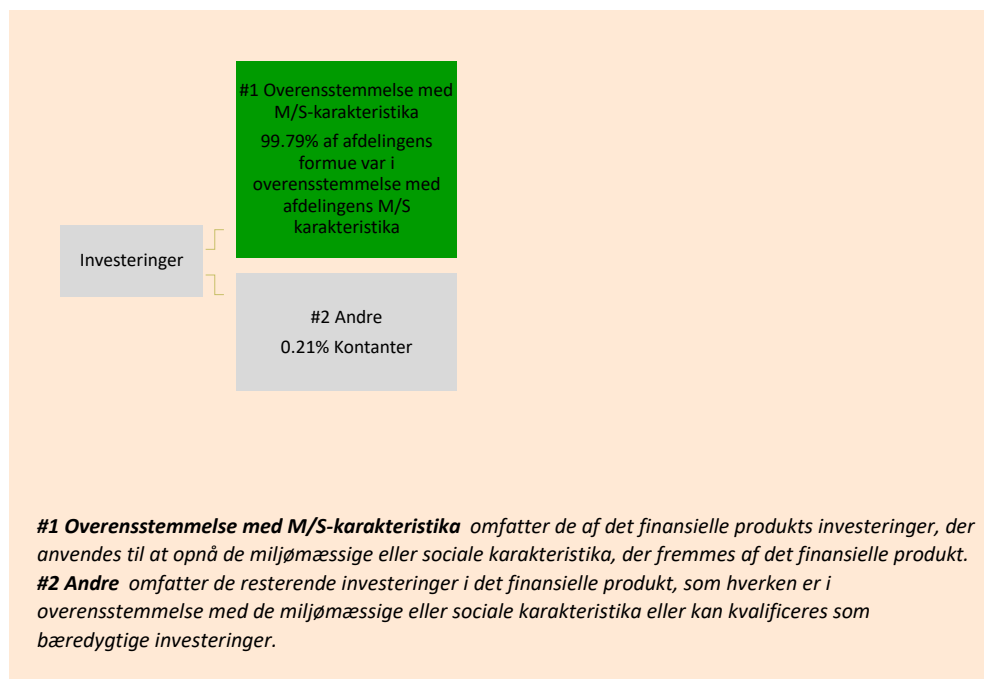 #1 Overensstemmelse med
M/S-karakteristika
99.79% af afdelingens
formue var i
overensstemmelse med
afdelingens M/S
karakteristika
Investeringer
#2 Andre
0.21% Kontanter
#1 Overensstemmelse med M/S-karakteristika omfatter de af det finansielle produkts investeringer, der
anvendes til at opnå de miljømæssige eller sociale karakteristika, der fremmes af det finansielle produkt.
#2 Andre omfatter de resterende investeringer i det finansielle produkt, som hverken er i
overensstemmelse med de miljømæssige eller sociale karakteristika eller kan kvalificeres som
bæredygtige investeringer.